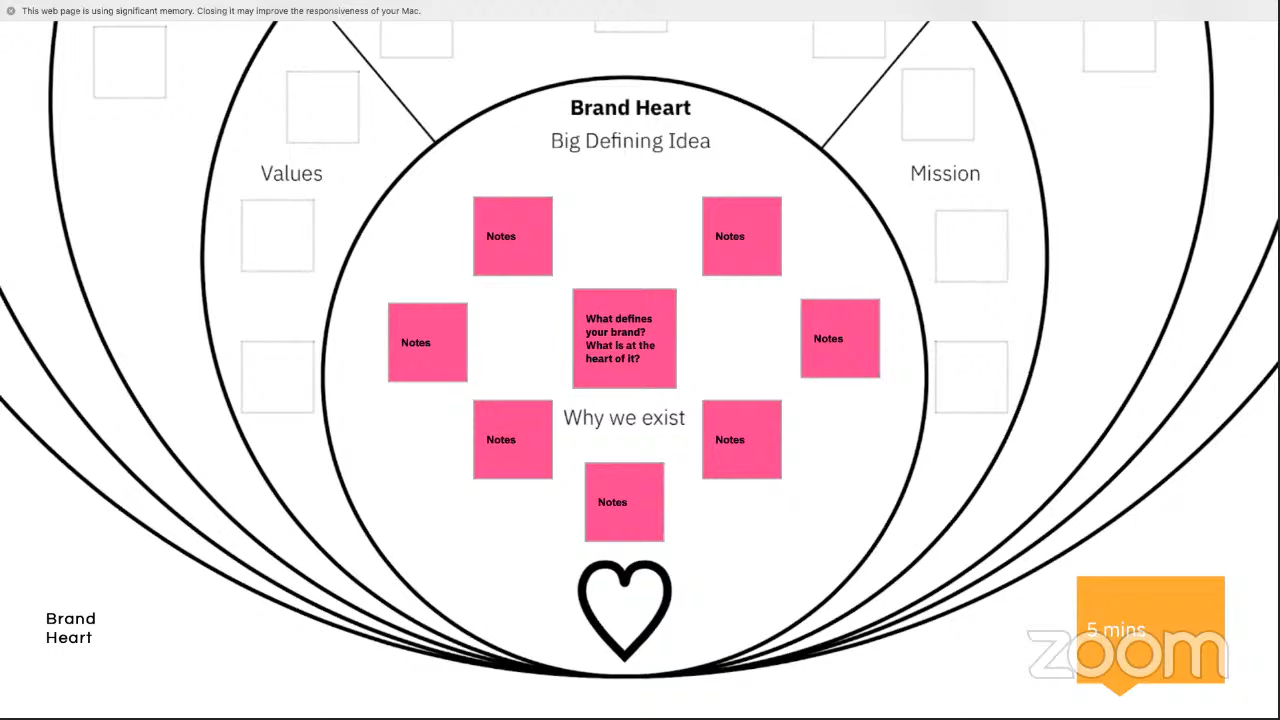 This web page is using significant memory. Closing it may improve the responsiveness of your Mac.
Brand Heart
Big Defining Idea
Values
Mission
Notes
Notes
What defines
your brand?
What is at the
heart of it?
Notes
Notes
Why we exist
Notes
Notes
Notes
Brand
Heart
5 mins
zoom